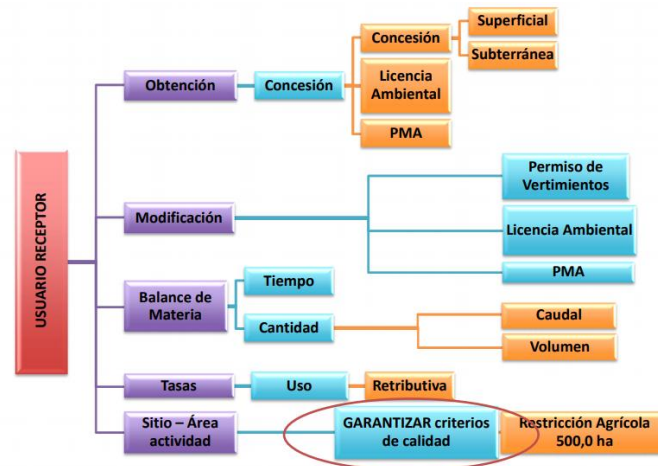 USUARIO RECEPTOR
Obtención
Concesión
Concesión
Superficial
Subterránea
Licencia
Ambiental
PMA
Modificación
Permiso de
Vertimientos
Licencia Ambiental
PMA
Balance de
Materia
Tiempo
Cantidad
Caudal
Volumen
Tasas
Uso
Retributiva
Sitio – Área
actividad
GARANTIZAR criterios
de calidad
Restricción Agrícola
500,0 ha